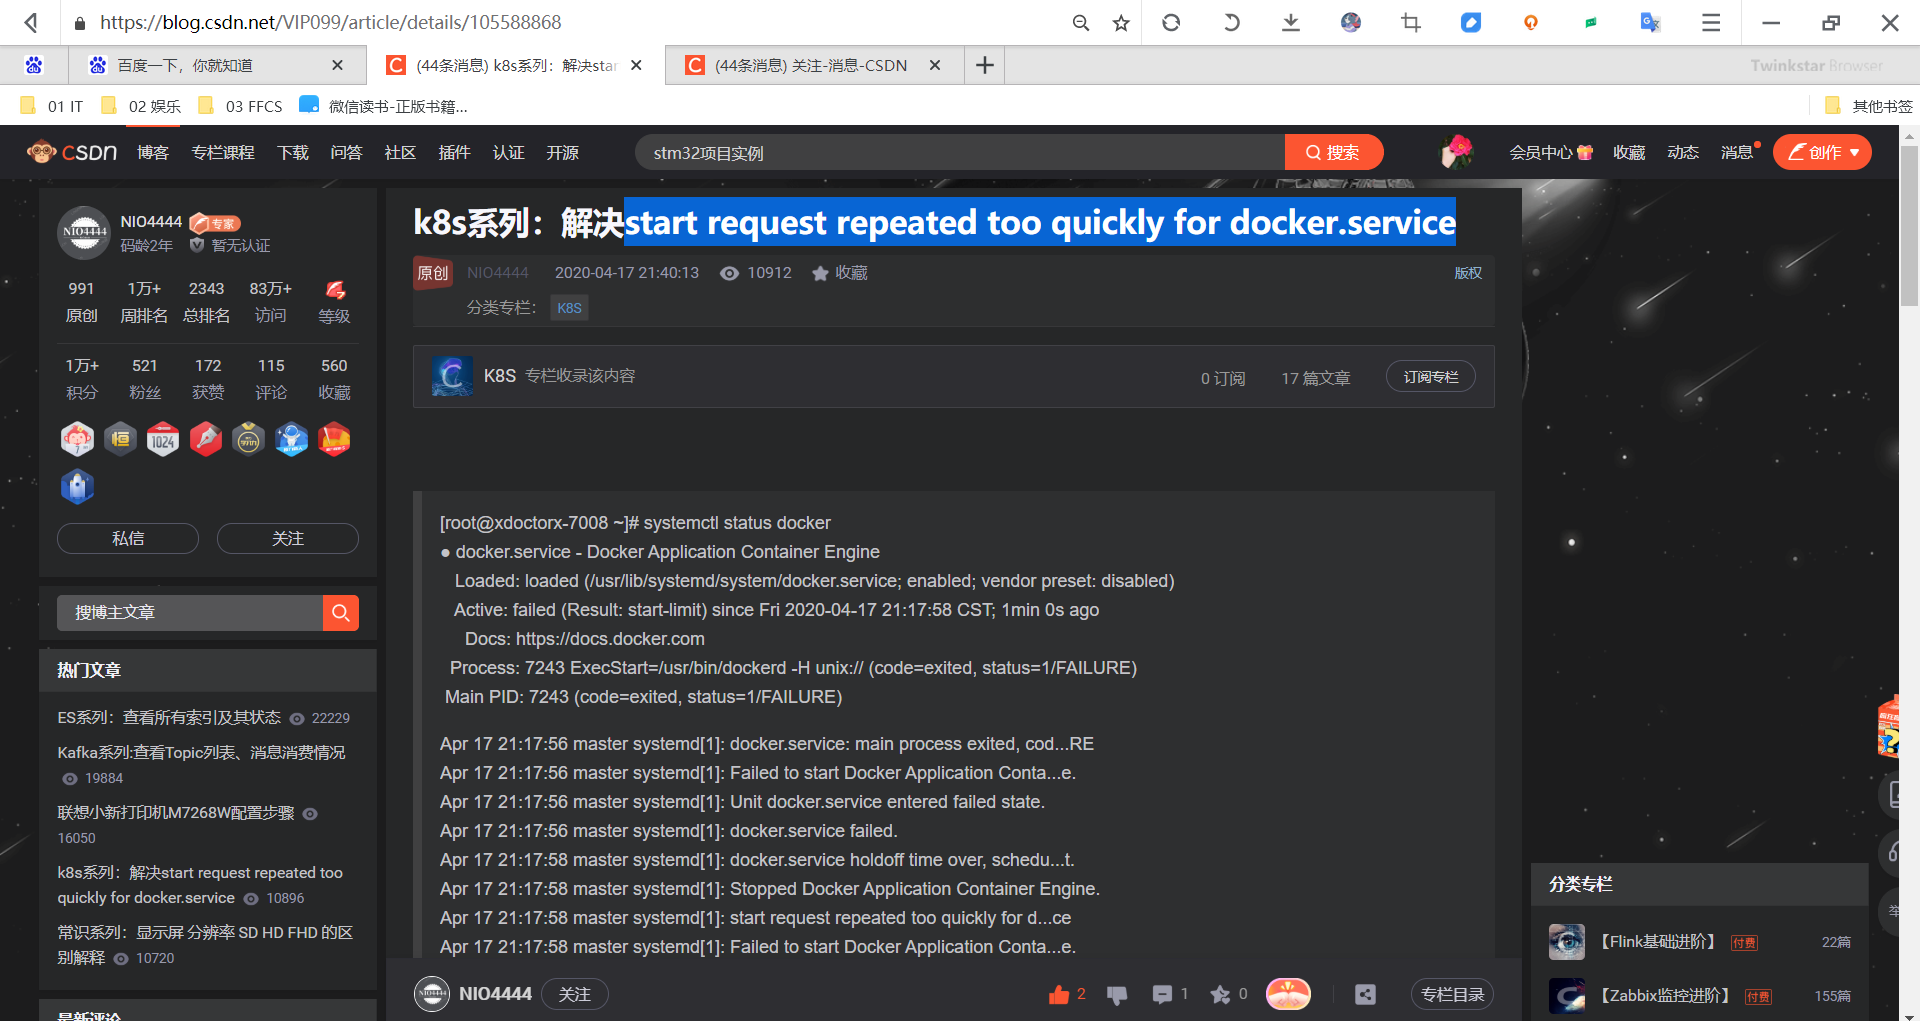 https://blog.csdn.net/VIP099/article/details/105588868
百度一下，你就知道
(44条消息) k8s系列：解决star
(44条消息) 关注-消息-CSDN
Twinkstar Browser
01 IT
02 娱乐
03 FFCS
微信读书-正版书籍...
其他书签
CSDN
博客
专栏课程
下载
问答
社区
插件
认证
开源
stm32项目实例
搜索
会员中心
收藏
动态
消息
创作
NIO4444
NIO4444
专家
码龄2年
暂无认证
991
1万+
2343
83万+
原创
周排名
总排名
访问
等级
1万+
521
172
115
560
积分
粉丝
获赞
评论
收藏
1024
私信
关注
搜博主文章
热门文章
ES系列：查看所有索引及其状态 22229
Kafka系列:查看Topic列表、消息消费情况
19884
联想小新打印机M7268W配置步骤
16050
k8s系列：解决start request repeated too
quickly for docker.service 10896
常识系列：显示屏 分辨率 SD HD FHD 的区
别解释 10720
最新评论
k8s系列：解决start request repeated too quickly for docker.service
原创
NIO4444
2020-04-17 21:40:13
10912
收藏
版权
分类专栏：
K8S
K8S 专栏收录该内容
0 订阅
17 篇文章
订阅专栏
[root@xdoctorx-7008 ~]# systemctl status docker
● docker.service - Docker Application Container Engine
Loaded: loaded (/usr/lib/systemd/system/docker.service; enabled; vendor preset: disabled)
Active: failed (Result: start-limit) since Fri 2020-04-17 21:17:58 CST; 1min 0s ago
Docs: https://docs.docker.com
Process: 7243 ExecStart=/usr/bin/dockerd -H unix:// (code=exited, status=1/FAILURE)
Main PID: 7243 (code=exited, status=1/FAILURE)
Apr 17 21:17:56 master systemd[1]: docker.service: main process exited, cod...RE
Apr 17 21:17:56 master systemd[1]: Failed to start Docker Application Conta...e.
Apr 17 21:17:56 master systemd[1]: Unit docker.service entered failed state.
Apr 17 21:17:56 master systemd[1]: docker.service failed.
Apr 17 21:17:58 master systemd[1]: docker.service holdoff time over, schedu...t.
Apr 17 21:17:58 master systemd[1]: Stopped Docker Application Container Engine.
Apr 17 21:17:58 master systemd[1]: start request repeated too quickly for d...ce
Apr 17 21:17:58 master systemd[1]: Failed to start Docker Application Conta...e.
NIO4444
NIO4444
关注
2
1
0
专栏目录
分类专栏
【Flink基础进阶】
付费
22篇
【Zabbix监控进阶】
付费
155篇
举